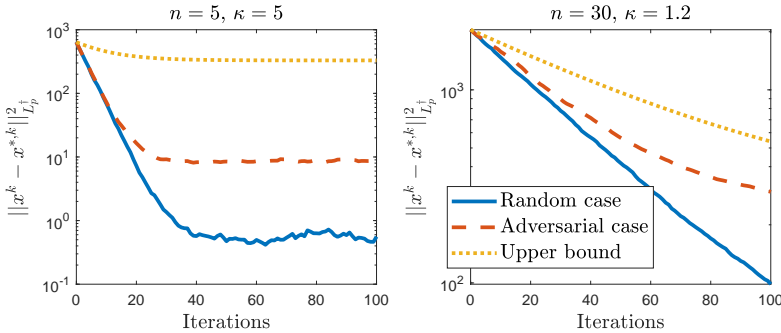 n = 5, κ = 5
||x^k − x^{*,k}||^2_{L_p^†}
10^3
10^2
10^1
10^0
10^-1
0 20 40 60 80 100
Iterations
n = 30, κ = 1.2
||x^k − x^{*,k}||^2_{L_p^†}
10^3
10^2
Random case
Adversarial case
Upper bound
0 20 40 60 80 100
Iterations